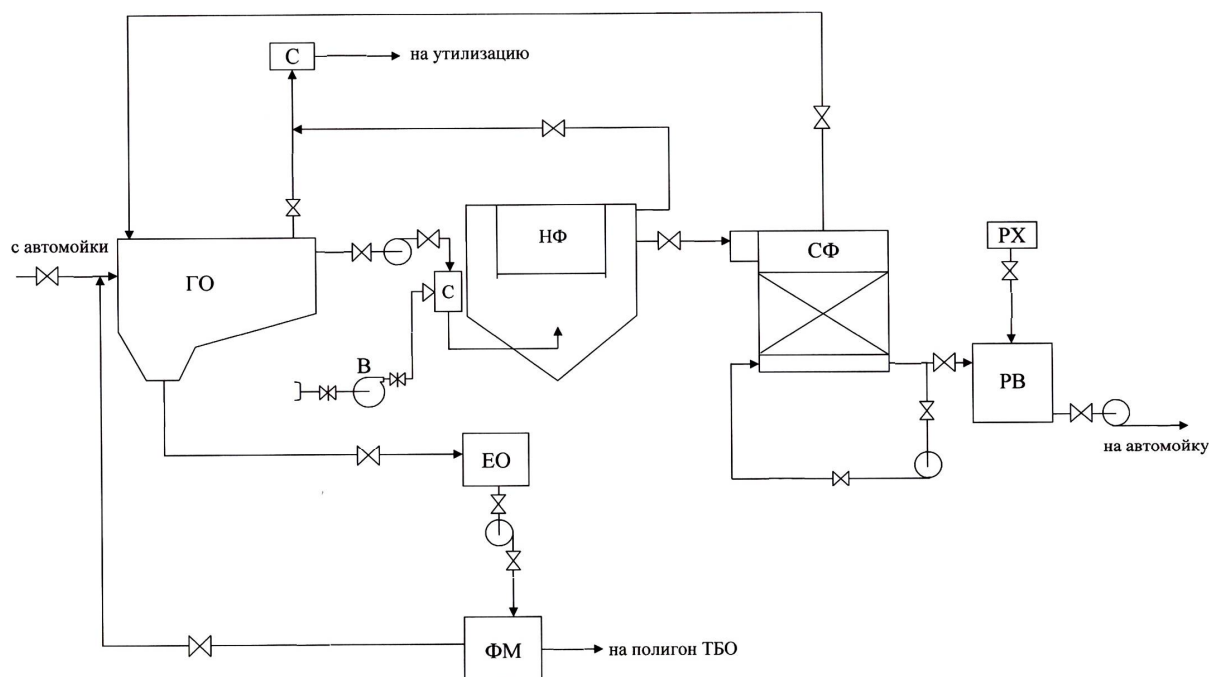 С
на утилизацию
с автомойки
ГО
С
НФ
СФ
РХ
В
РВ
на автомойку
ЕО
ФМ
на полигон ТБО